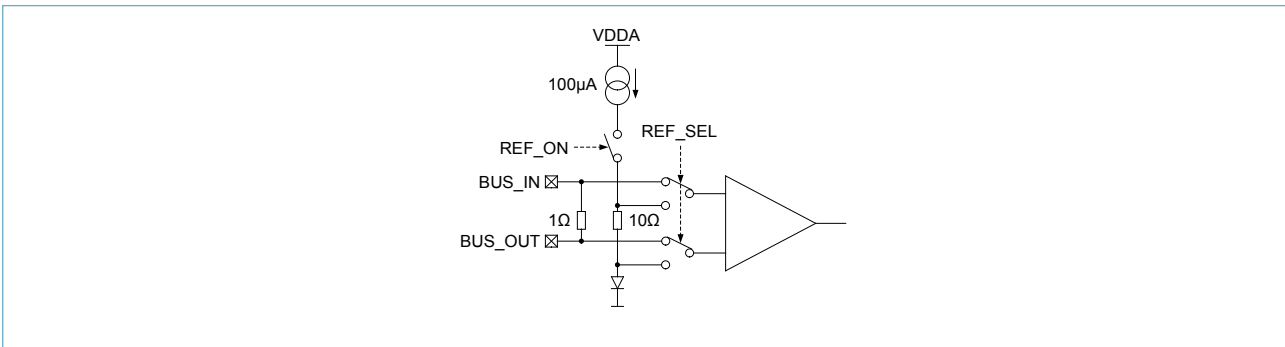 VDDA
100µA
REF_SEL
REF_ON
BUS_IN
1Ω
10Ω
BUS_OUT